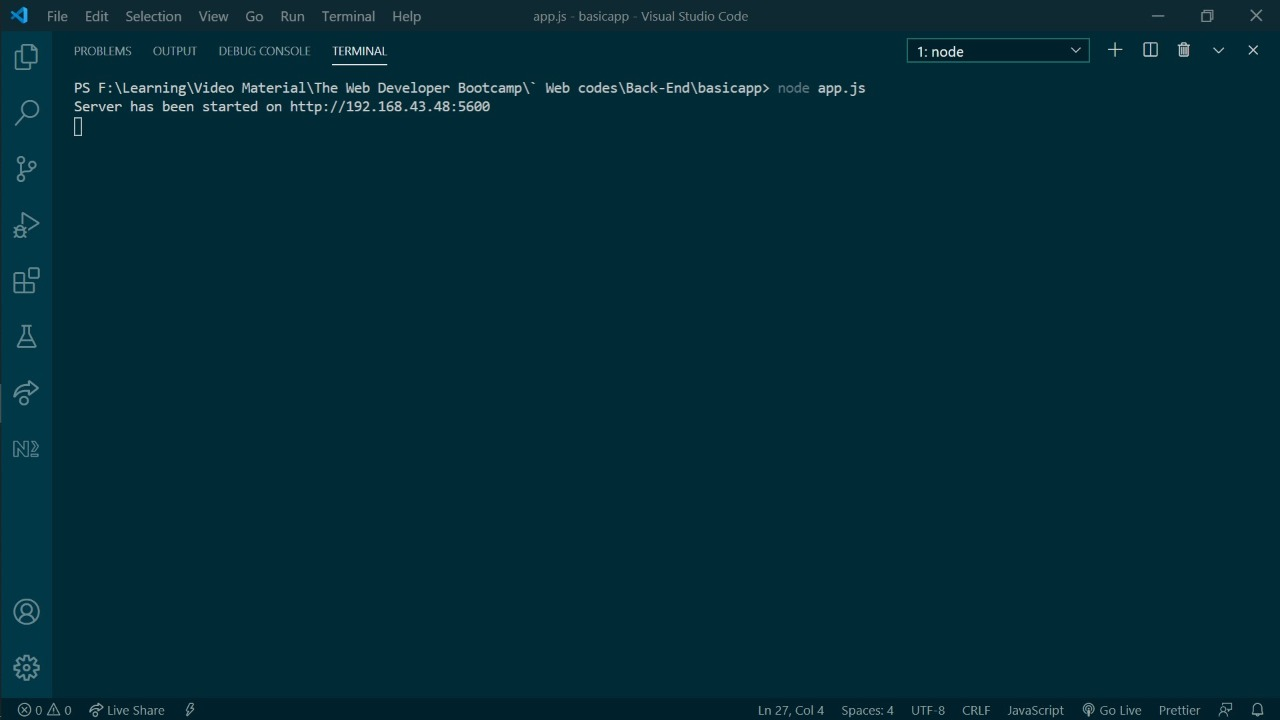 File Edit Selection View Go Run Terminal Help app.js - basicapp - Visual Studio Code
PROBLEMS OUTPUT DEBUG CONSOLE TERMINAL 1: node
PS F:\Learning\Video Material\The Web Developer Bootcamp\` Web codes\Back-End\basicapp> node app.js
Server has been started on http://192.168.43.48:5600
0 0 Live Share Ln 27, Col 4 Spaces: 4 UTF-8 CRLF JavaScript Go Live Prettier